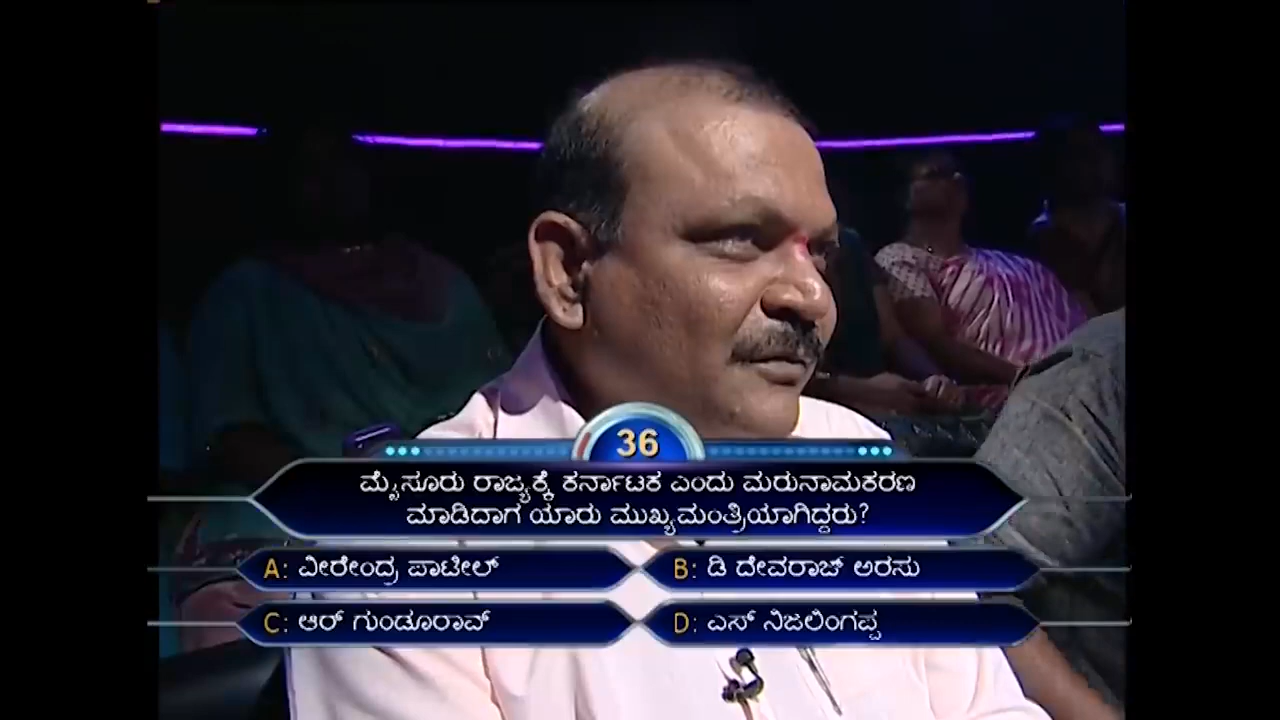 36
ಮೈಸೂರು ರಾಜ್ಯಕ್ಕೆ ಕರ್ನಾಟಕ ಎಂದು ಮರುನಾಮಕರಣ
ಮಾಡಿದಾಗ ಯಾರು ಮುಖ್ಯಮಂತ್ರಿಯಾಗಿದ್ದರು?
A: ವೀರೇಂದ್ರ ಪಾಟೀಲ್
B: ಡಿ ದೇವರಾಜ್ ಅರಸು
C: ಆರ್ ಗುಂಡೂರಾವ್
D: ಎಸ್ ನಿಜಲಿಂಗಪ್ಪ